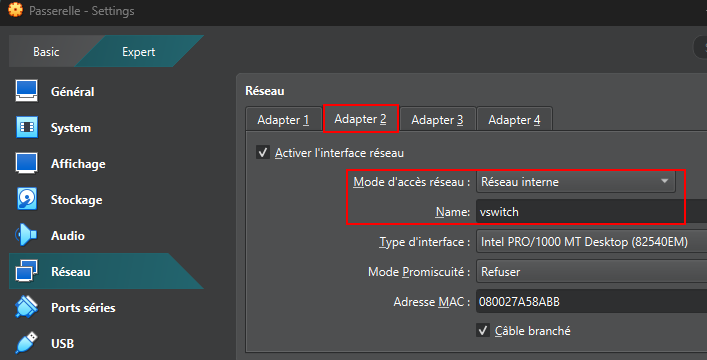 Passerelle - Settings
Basic
Expert
Général
System
Affichage
Stockage
Audio
Réseau
Ports séries
USB
Réseau
Adapter 1
Adapter 2
Adapter 3
Adapter 4
Activer l'interface réseau
Mode d'accès réseau : Réseau interne
Name: vswitch
Type d'interface : Intel PRO/1000 MT Desktop (82540EM)
Mode Promiscuité : Refuser
Adresse MAC : 080027A58ABB
Câble branché